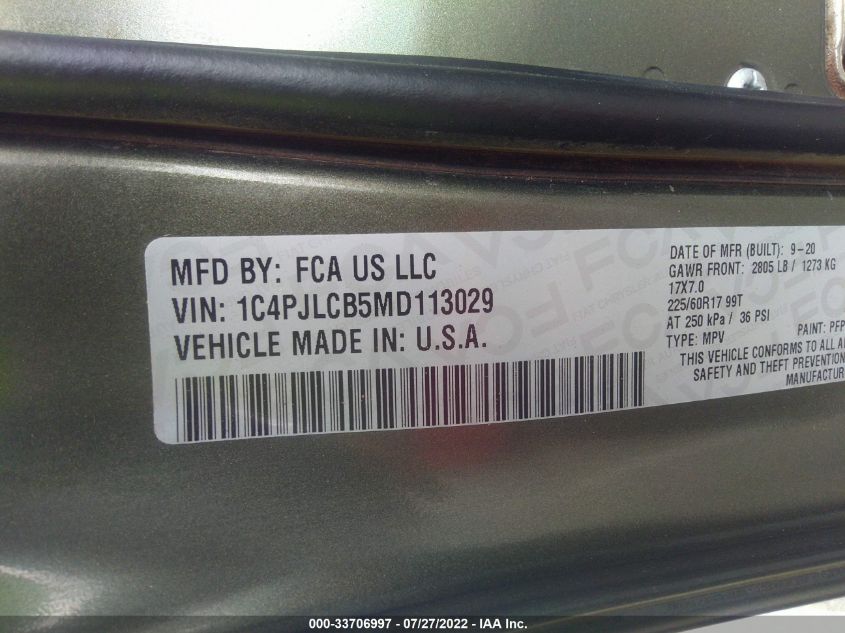 MFD BY: FCA US LLC
VIN: 1C4PJLCB5MD113029
VEHICLE MADE IN: U.S.A.
DATE OF MFR (BUILT): 9-20
GAWR FRONT: 2805 LB / 1273 KG
17X7.0
225/60R17 99T
AT 250 kPa / 36 PSI
TYPE: MPV
PAINT: PFP
THIS VEHICLE CONFORMS TO ALL
SAFETY AND THEFT PREVENTION
MANUFACTUR
000-33706997 / 07/27/2022 - IAA Inc.